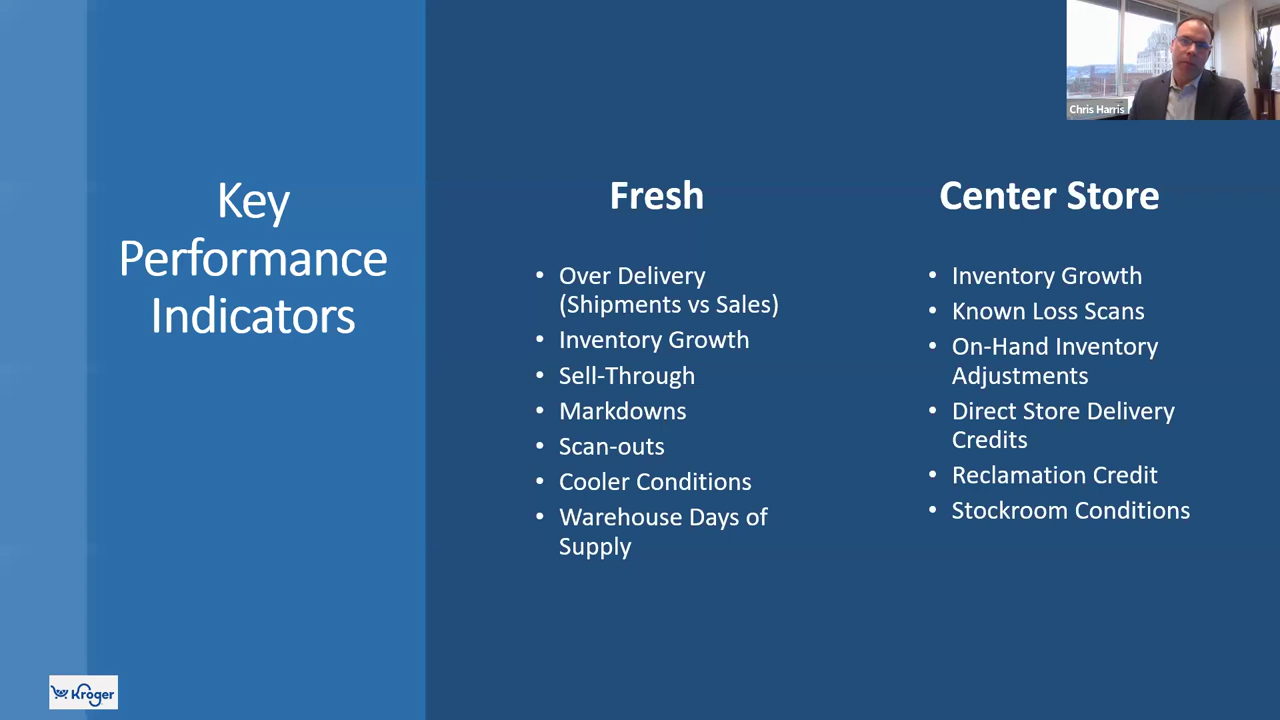 Chris Harris
Key
Performance
Indicators
Fresh
• Over Delivery
(Shipments vs Sales)
• Inventory Growth
• Sell-Through
• Markdowns
• Scan-outs
• Cooler Conditions
• Warehouse Days of
Supply
Center Store
• Inventory Growth
• Known Loss Scans
• On-Hand Inventory
Adjustments
• Direct Store Delivery
Credits
• Reclamation Credit
• Stockroom Conditions
Kroger